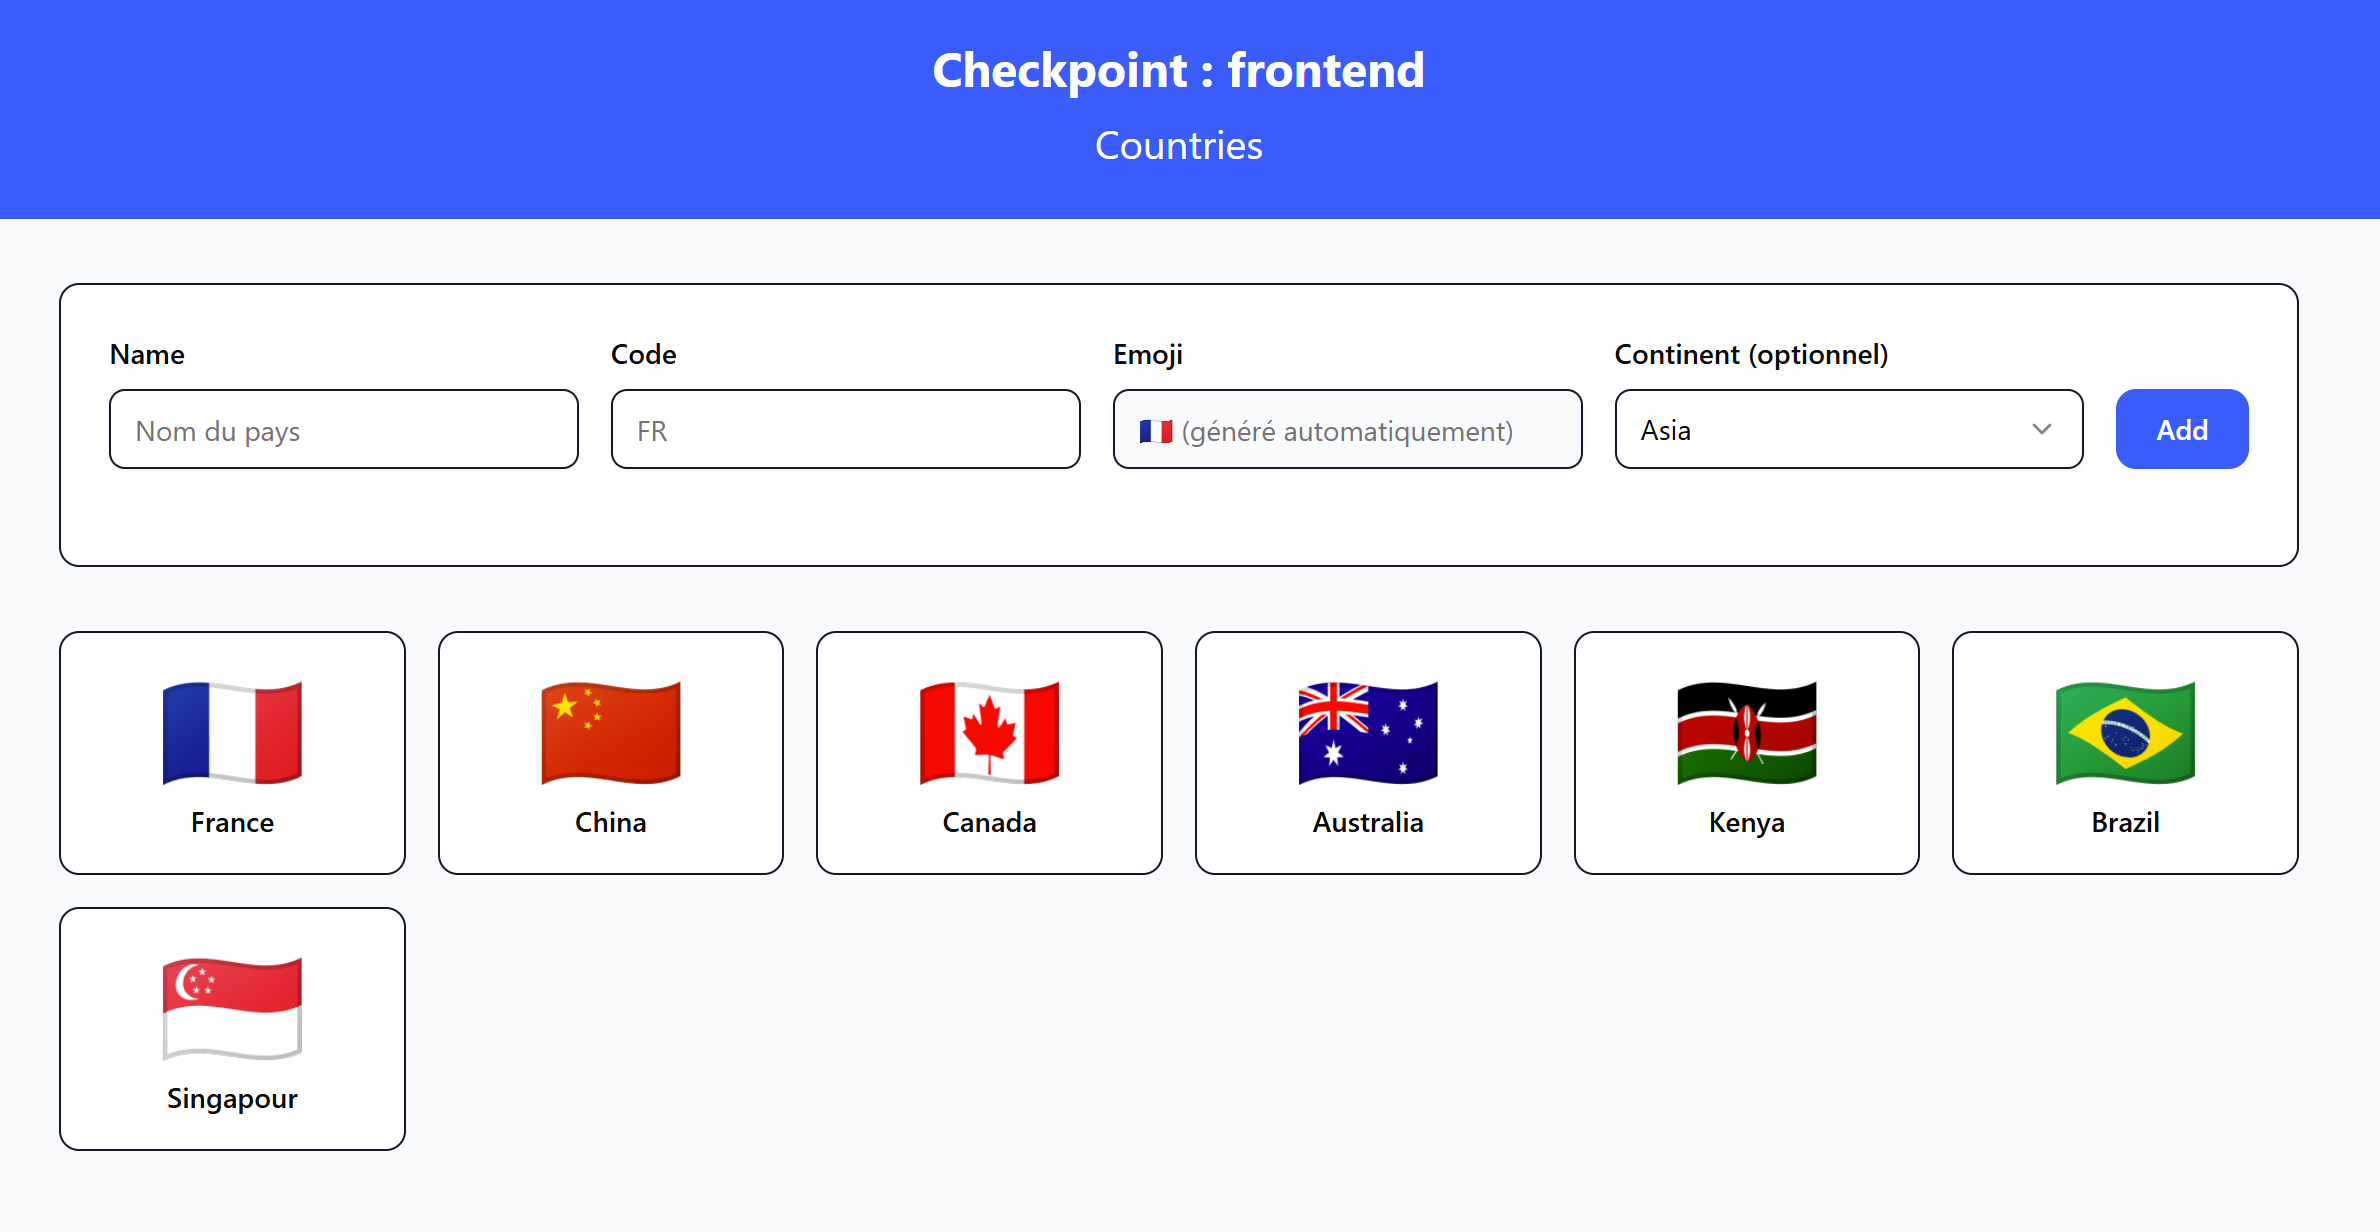 Checkpoint : frontend
Countries
Name Code Emoji Continent (optionnel)
Nom du pays FR 🇫🇷 (généré automatiquement) Asia Add
France China Canada Australia Kenya Brazil
Singapour